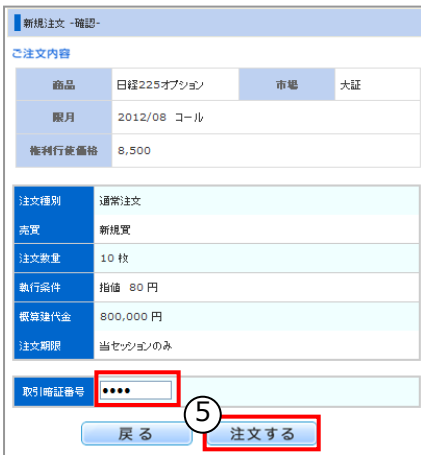 新規注文 -確認-
ご注文内容
商品 日経225オプション 市場 大証
限月 2012/08 コール
権利行使価格 8,500
注文種別 通常注文
売買 新規買
注文数量 10 枚
執行条件 指値 80 円
概算建代金 800,000 円
注文期限 当セッションのみ
取引暗証番号 ••••
5
戻る 注文する